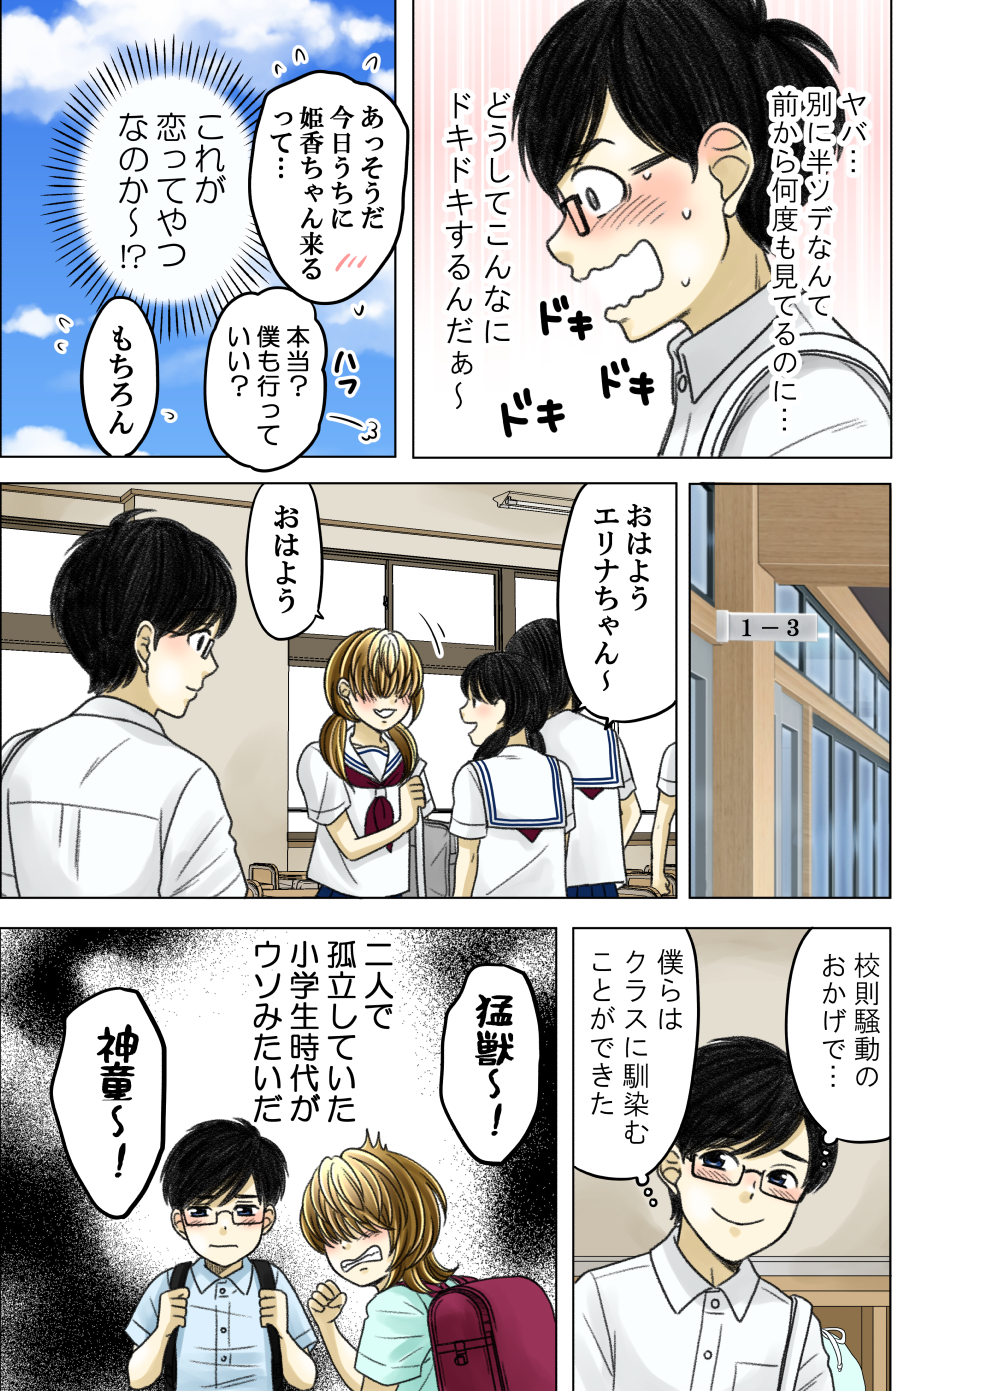 ヤバ…
別に半ソデなんて
前から何度も見てるのに…
どうしてこんなに
ドキドキするんだぁ～
ドキ
ドキ
ドキ
あっそうだ
今日うちに
姫香ちゃん来る
って…
これが
恋ってやつ
なのか～!?
本当？
僕も行って
いい？
ハフー
もちろん
1－3
おはよう
エリナちゃん～
おはよう
校則騒動の
おかげで…
僕らは
クラスに馴染む
ことができた
猛獣～！
二人で
孤立していた
小学生時代が
ウソみたいだ
神童～！